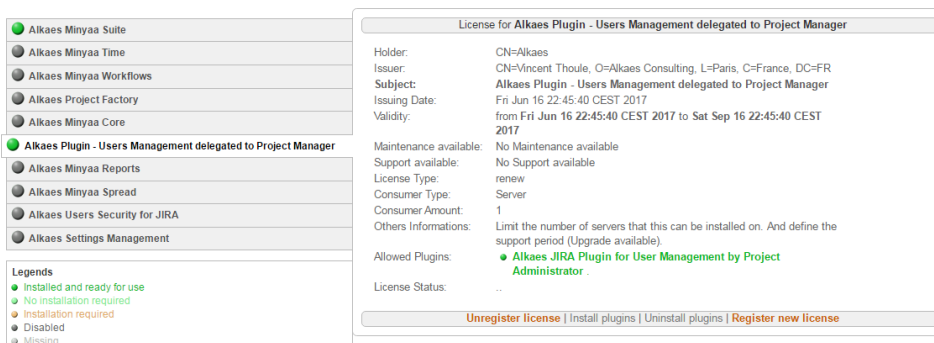 Alkaes Minyaa Suite
Alkaes Minyaa Time
Alkaes Minyaa Workflows
Alkaes Project Factory
Alkaes Minyaa Core
Alkaes Plugin - Users Management delegated to Project Manager
Alkaes Minyaa Reports
Alkaes Minyaa Spread
Alkaes Users Security for JIRA
Alkaes Settings Management
Legends
Installed and ready for use
No installation required
Installation required
Disabled
Missing
License for Alkaes Plugin - Users Management delegated to Project Manager
Holder: CN=Alkaes
Issuer: CN=Vincent Thoule, O=Alkaes Consulting, L=Paris, C=France, DC=FR
Subject: Alkaes Plugin - Users Management delegated to Project Manager
Issuing Date: Fri Jun 16 22:45:40 CEST 2017
Validity: from Fri Jun 16 22:45:40 CEST 2017 to Sat Sep 16 22:45:40 CEST
2017
Maintenance available: No Maintenance available
Support available: No Support available
License Type: renew
Consumer Type: Server
Consumer Amount: 1
Others Informations: Limit the number of servers that this can be installed on. And define the
support period (Upgrade available).
Allowed Plugins: Alkaes JIRA Plugin for User Management by Project
Administrator .
License Status: ..
Unregister license | Install plugins | Uninstall plugins | Register new license